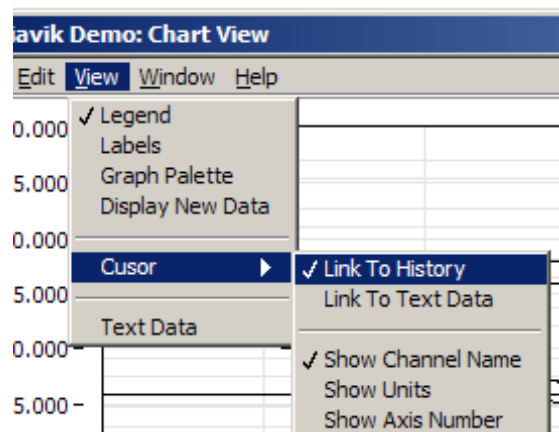 iavik Demo: Chart View
Edit View Window Help
Legend
Labels
Graph Palette
Display New Data
Cusor
Text Data
Link To History
Link To Text Data
Show Channel Name
Show Units
Show Axis Number
0.000
5.000
0.000
5.000
0.000
5.000